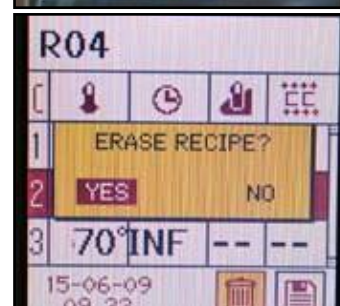 R04
C
1 ERASE RECIPE?
2 YES NO
3 70° INF -- --
15-06-09